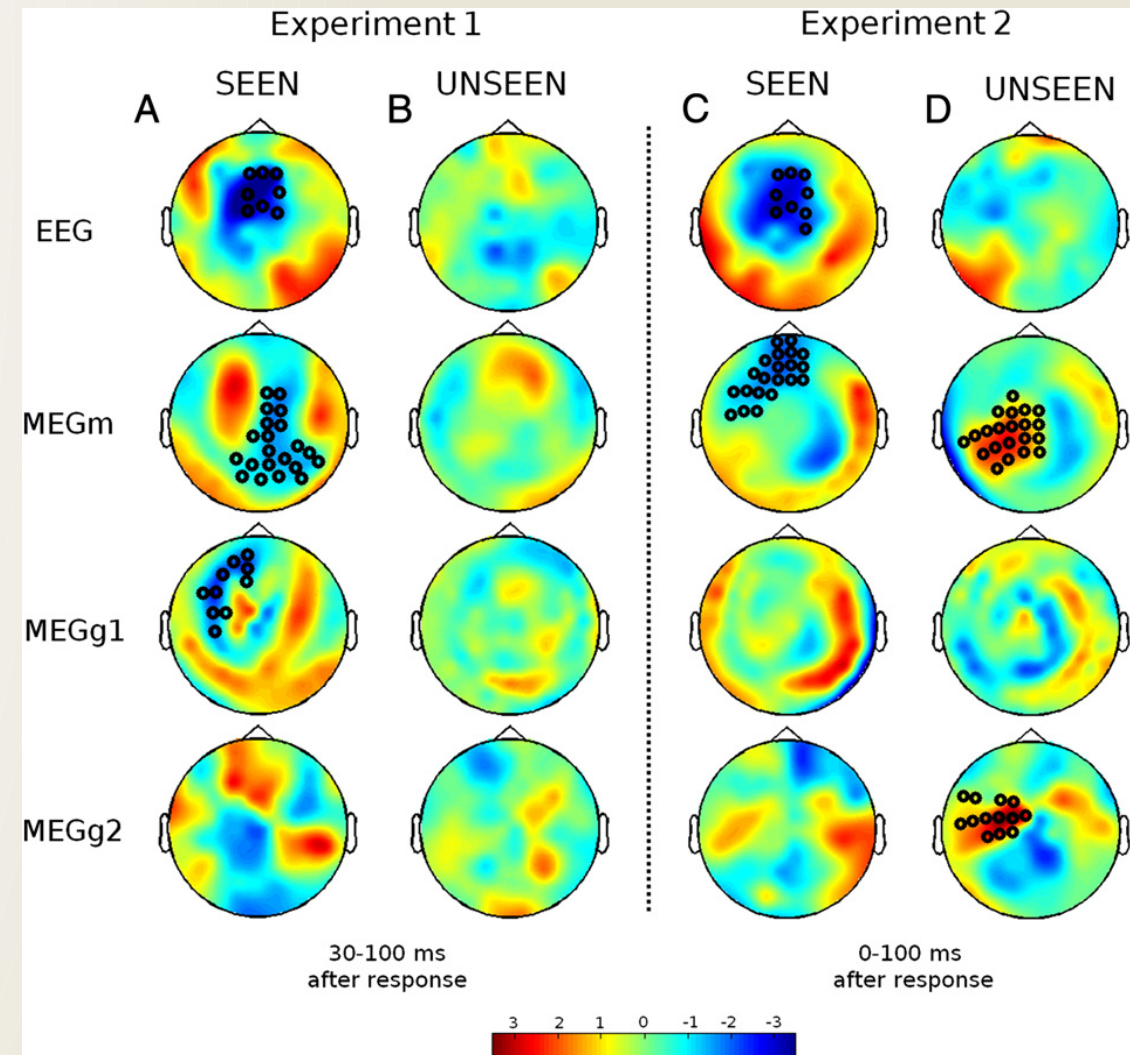 Experiment 1 Experiment 2
A SEEN B UNSEEN C SEEN D UNSEEN
EEG
MEGm
MEGg1
MEGg2
30-100 ms
after response
0-100 ms
after response
3 2 1 0 -1 -2 -3